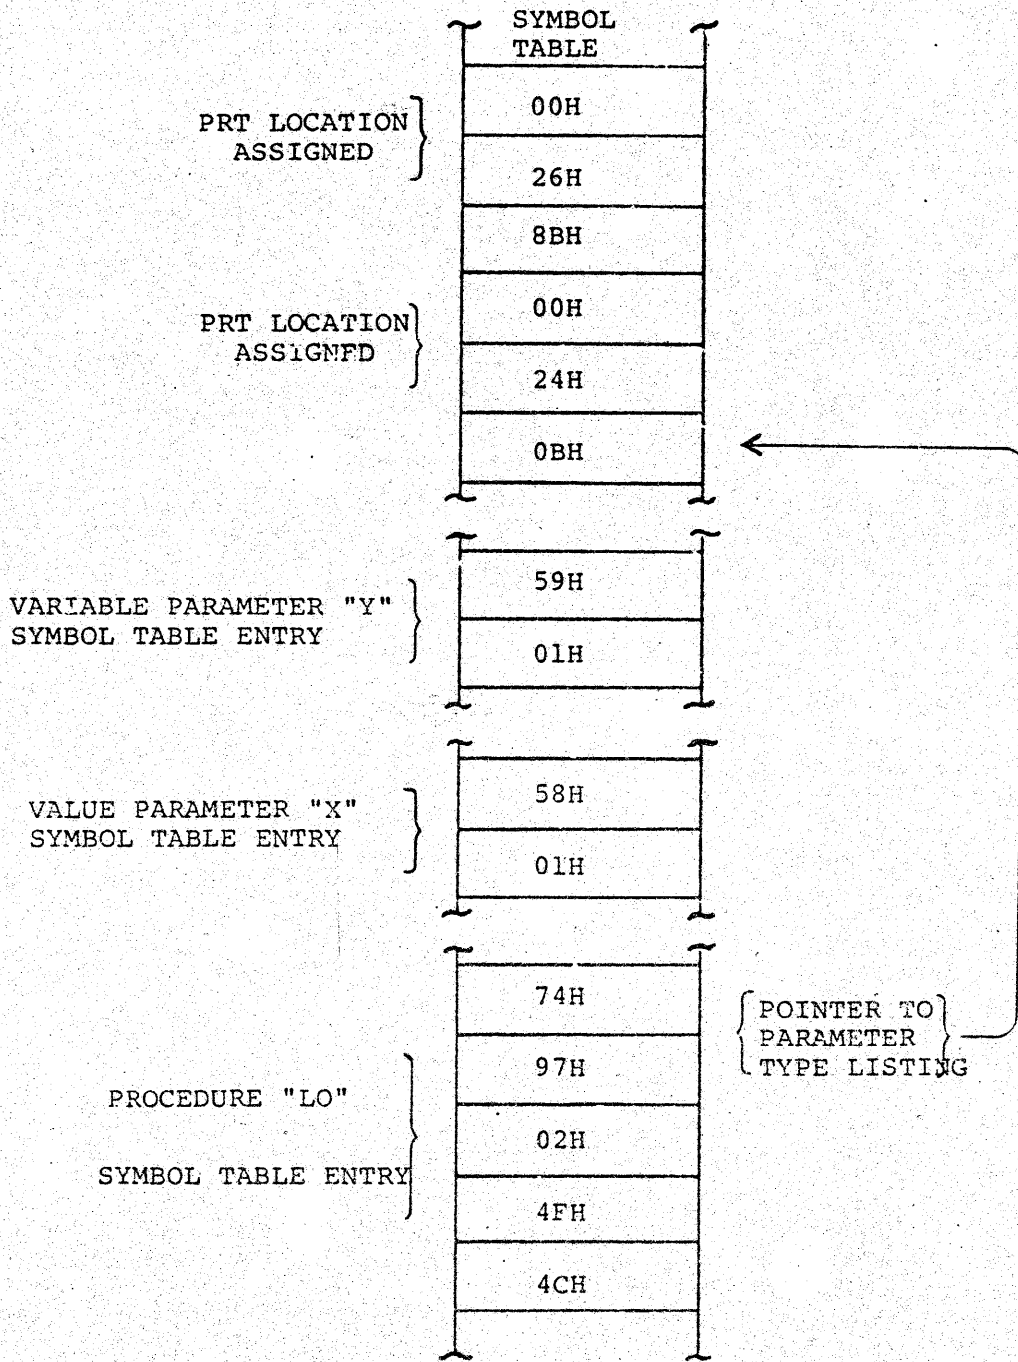 SYMBOL
TABLE
PRT LOCATION
ASSIGNED
00H
26H
8BH
PRT LOCATION
ASSIGNFD
00H
24H
0BH
VARIABLE PARAMETER "Y"
SYMBOL TABLE ENTRY
59H
01H
VALUE PARAMETER "X"
SYMBOL TABLE ENTRY
58H
01H
74H
97H
02H
4FH
4CH
PROCEDURE "LO"
SYMBOL TABLE ENTRY
POINTER TO
PARAMETER
TYPE LISTING